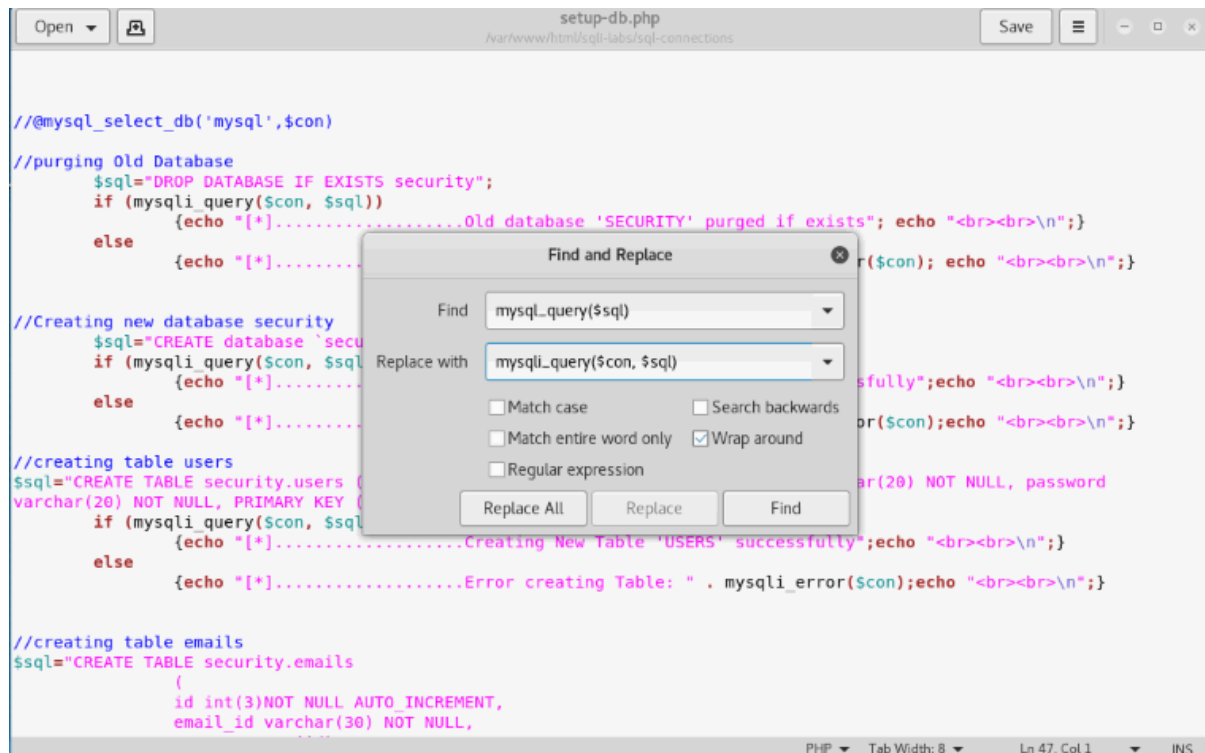 Open
setup-db.php
/var/www/html/sqli-labs/sql-connections
Save
//@mysql_select_db('mysql',$con)
//purging Old Database
$sql="DROP DATABASE IF EXISTS security";
if (mysqli_query($con, $sql))
{echo "[*]...................Old database 'SECURITY' purged if exists"; echo "<br><br>\n";}
else
{echo "[*].........
r($con); echo "<br><br>\n";}
//Creating new database security
$sql="CREATE database `secu
if (mysqli_query($con, $sql
{echo "[*].........
sfully";echo "<br><br>\n";}
else
{echo "[*].........
or($con);echo "<br><br>\n";}
//creating table users
$sql="CREATE TABLE security.users (
ar(20) NOT NULL, password
varchar(20) NOT NULL, PRIMARY KEY (
if (mysqli_query($con, $sql
{echo "[*]...................Creating New Table 'USERS' successfully";echo "<br><br>\n";}
else
{echo "[*]...................Error creating Table: " . mysqli_error($con);echo "<br><br>\n";}
//creating table emails
$sql="CREATE TABLE security.emails
(
id int(3)NOT NULL AUTO_INCREMENT,
email_id varchar(30) NOT NULL,
Find and Replace
Find mysql_query($sql)
Replace with mysqli_query($con, $sql)
Match case Search backwards
Match entire word only Wrap around
Regular expression
Replace All Replace Find
PHP Tab Width: 8 Ln 47, Col 1 INS